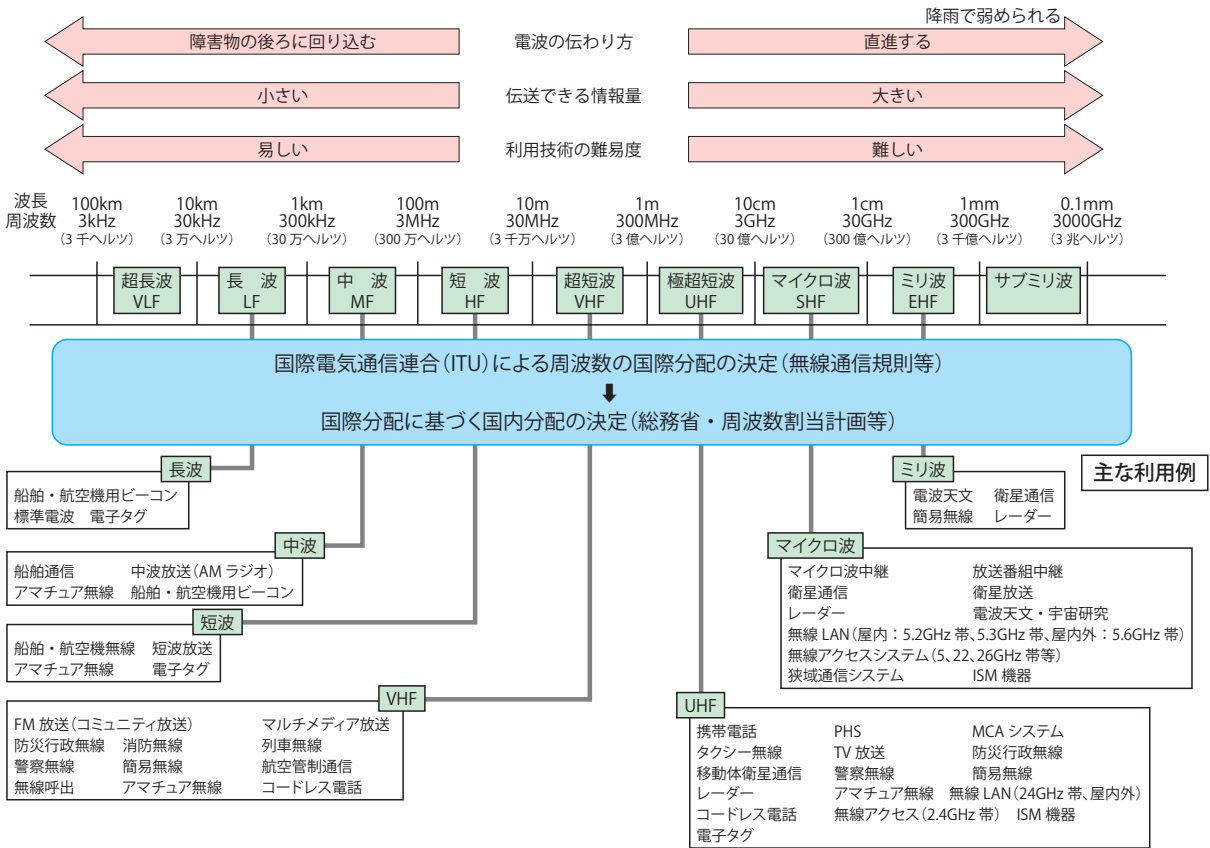 降雨で弱められる
障害物の後ろに回り込む 電波の伝わり方 直進する
小さい 伝送できる情報量 大きい
易しい 利用技術の難易度 難しい
波長 100km 10km 1km 100m 10m 1m 10cm 1cm 1mm 0.1mm
周波数 3kHz 30kHz 300kHz 3MHz 30MHz 300MHz 3GHz 30GHz 300GHz 3000GHz
(3 千ヘルツ) (3 万ヘルツ) (30 万ヘルツ) (300 万ヘルツ) (3 千万ヘルツ) (3 億ヘルツ) (30 億ヘルツ) (300 億ヘルツ) (3 千億ヘルツ) (3 兆ヘルツ)
超長波 長 波 中 波 短 波 超短波 極超短波 マイクロ波 ミリ波 サブミリ波
VLF LF MF HF VHF UHF SHF EHF
国際電気通信連合(ITU)による周波数の国際分配の決定(無線通信規則等)
国際分配に基づく国内分配の決定(総務省・周波数割当計画等)
主な利用例
長波
船舶・航空機用ビーコン
標準電波 電子タグ
中波
船舶通信 中波放送(AM ラジオ)
アマチュア無線 船舶・航空機用ビーコン
短波
船舶・航空機無線 短波放送
アマチュア無線 電子タグ
VHF
FM 放送(コミュニティ放送) マルチメディア放送
防災行政無線 消防無線 列車無線
警察無線 簡易無線 航空管制通信
無線呼出 アマチュア無線 コードレス電話
UHF
携帯電話 PHS MCA システム
タクシー無線 TV 放送 防災行政無線
移動体衛星通信 警察無線 簡易無線
レーダー アマチュア無線 無線 LAN(24GHz 帯、屋内外)
コードレス電話 無線アクセス(2.4GHz 帯) ISM 機器
電子タグ
マイクロ波
マイクロ波中継 放送番組中継
衛星通信 衛星放送
レーダー 電波天文・宇宙研究
無線 LAN(屋内：5.2GHz 帯、5.3GHz 帯、屋内外：5.6GHz 帯)
無線アクセスシステム(5、22、26GHz 帯等)
狭域通信システム ISM 機器
ミリ波
電波天文 衛星通信
簡易無線 レーダー